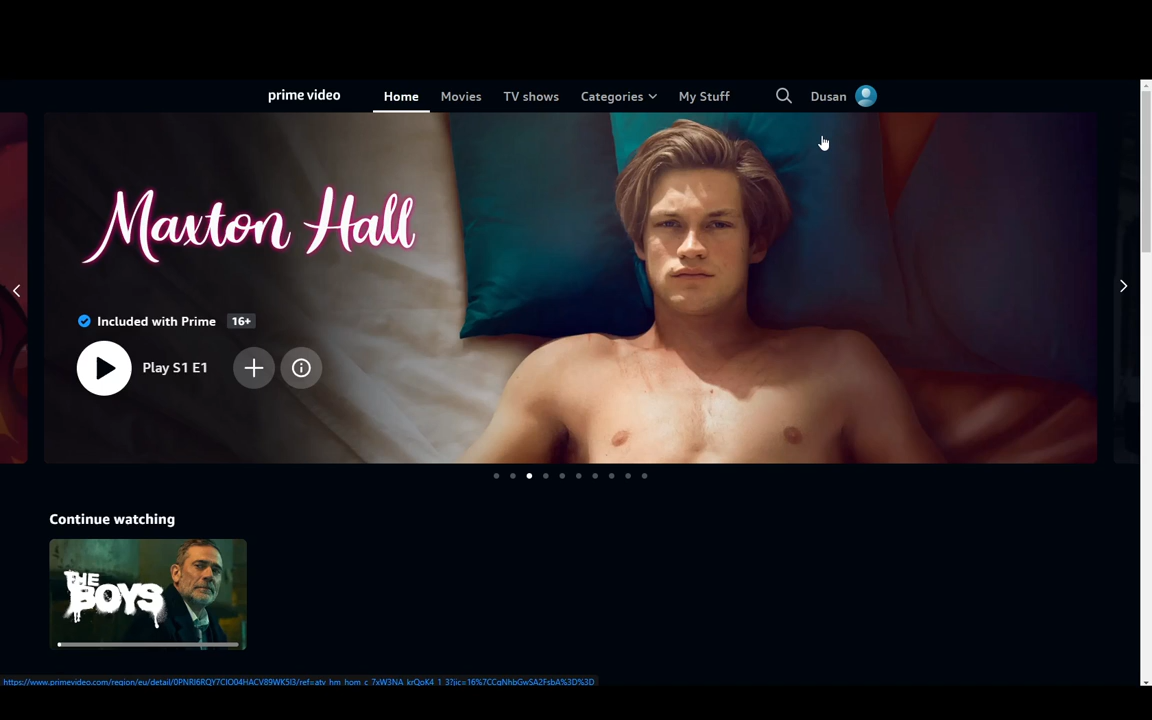 prime video
Home
Movies
TV shows
Categories
My Stuff
Dusan
Maxton Hall
Included with Prime 16+
Play S1 E1
Continue watching
THE
BOYS